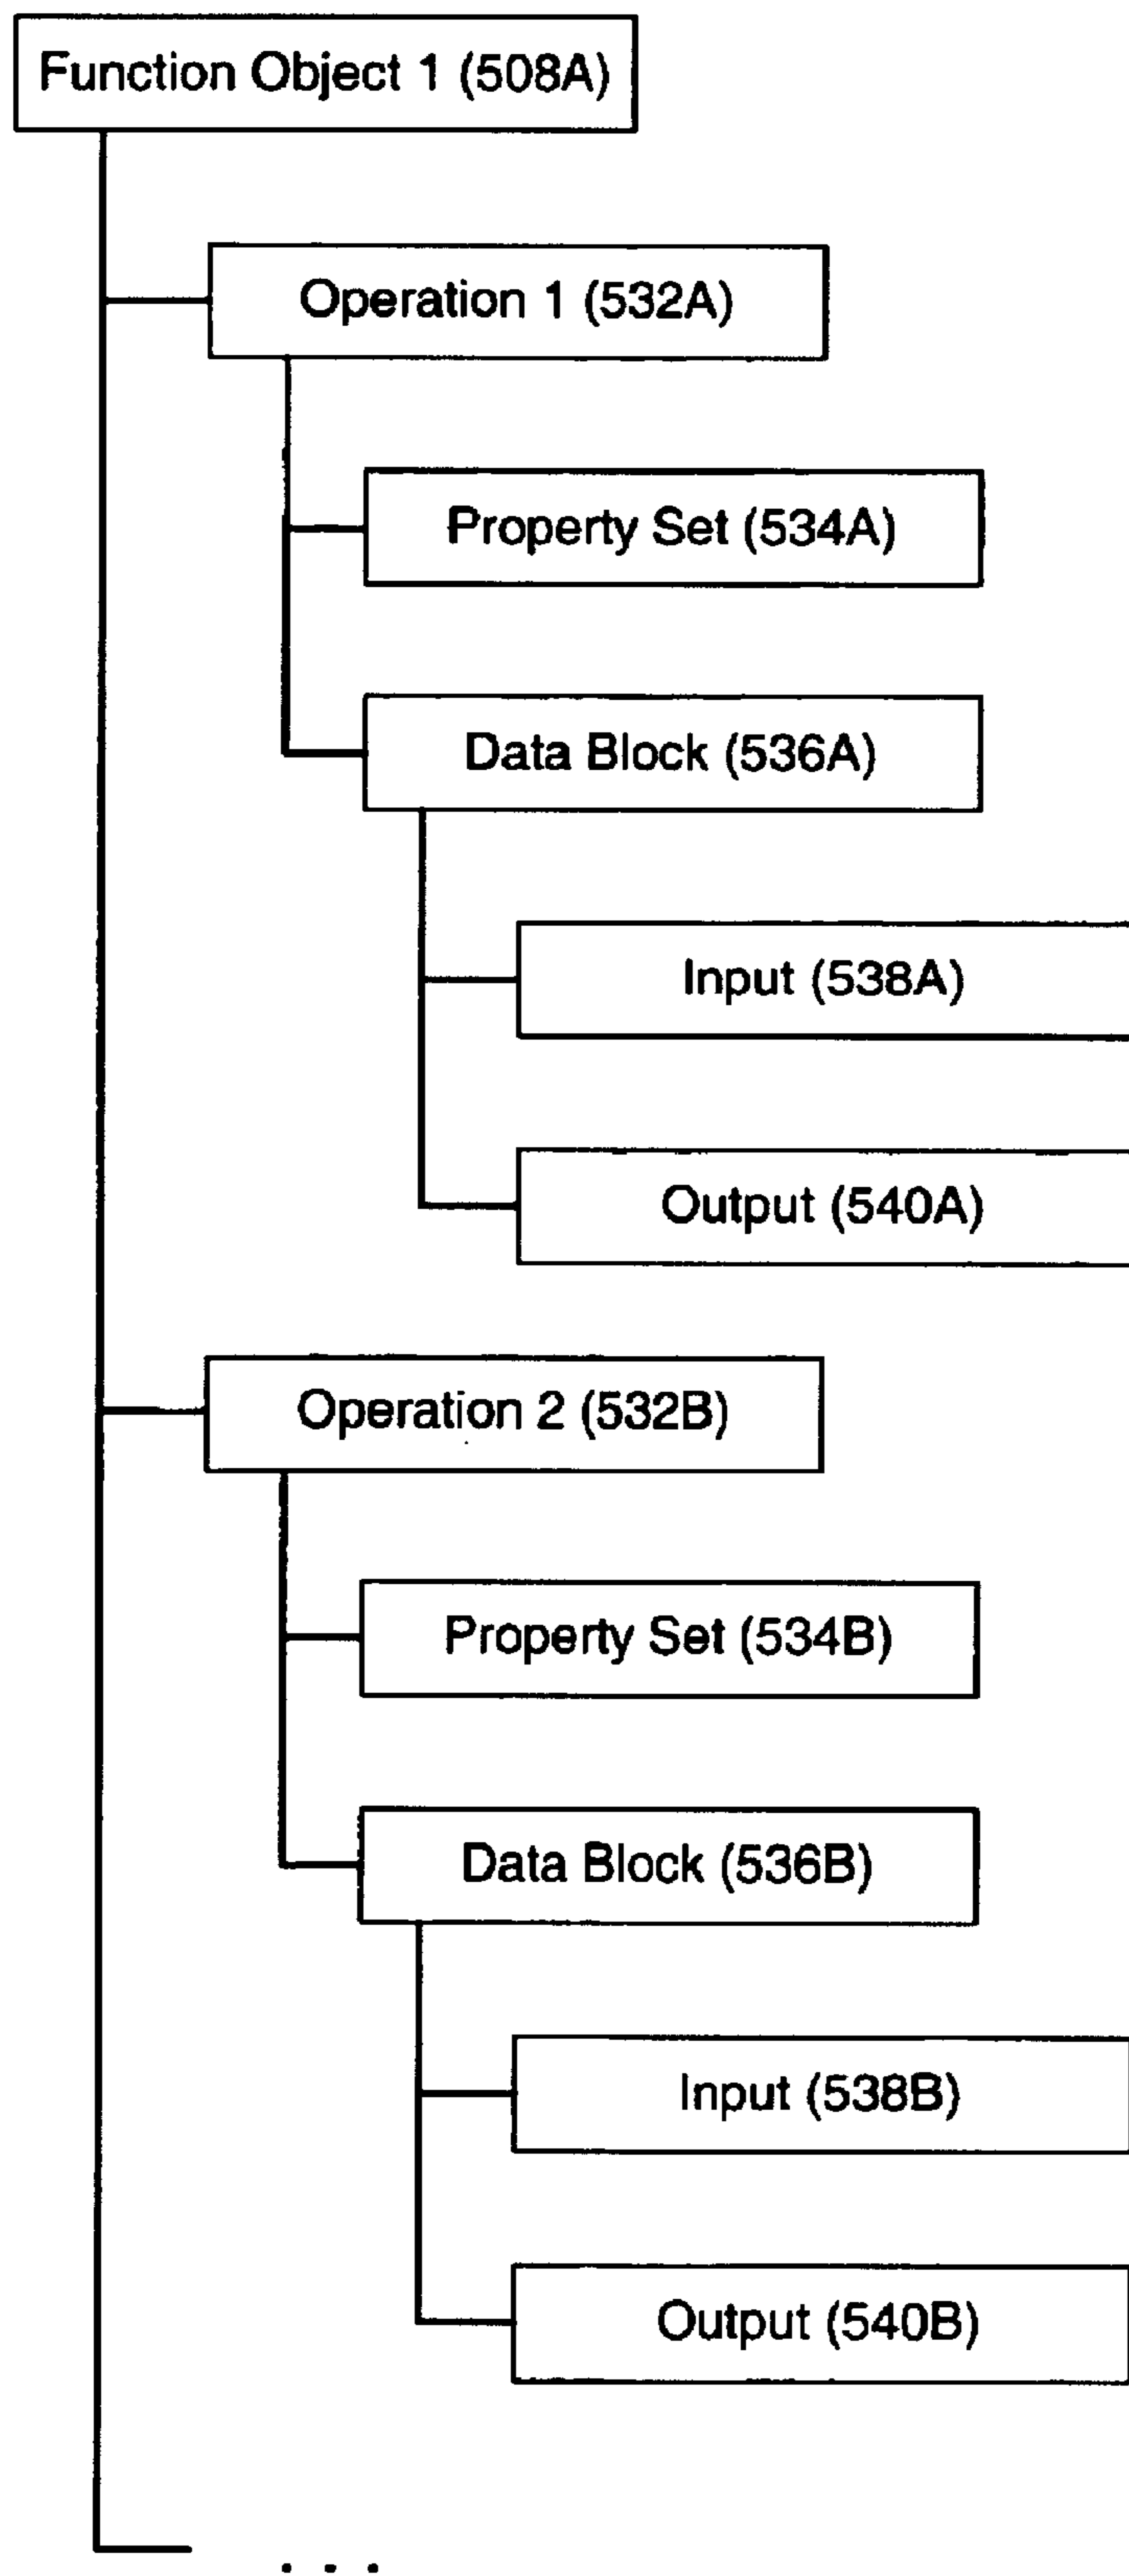 Function Object 1 (508A)
Operation 1 (532A)
Property Set (534A)
Data Block (536A)
Input (538A)
Output (540A)
Operation 2 (532B)
Property Set (534B)
Data Block (536B)
Input (538B)
Output (540B)
. . .